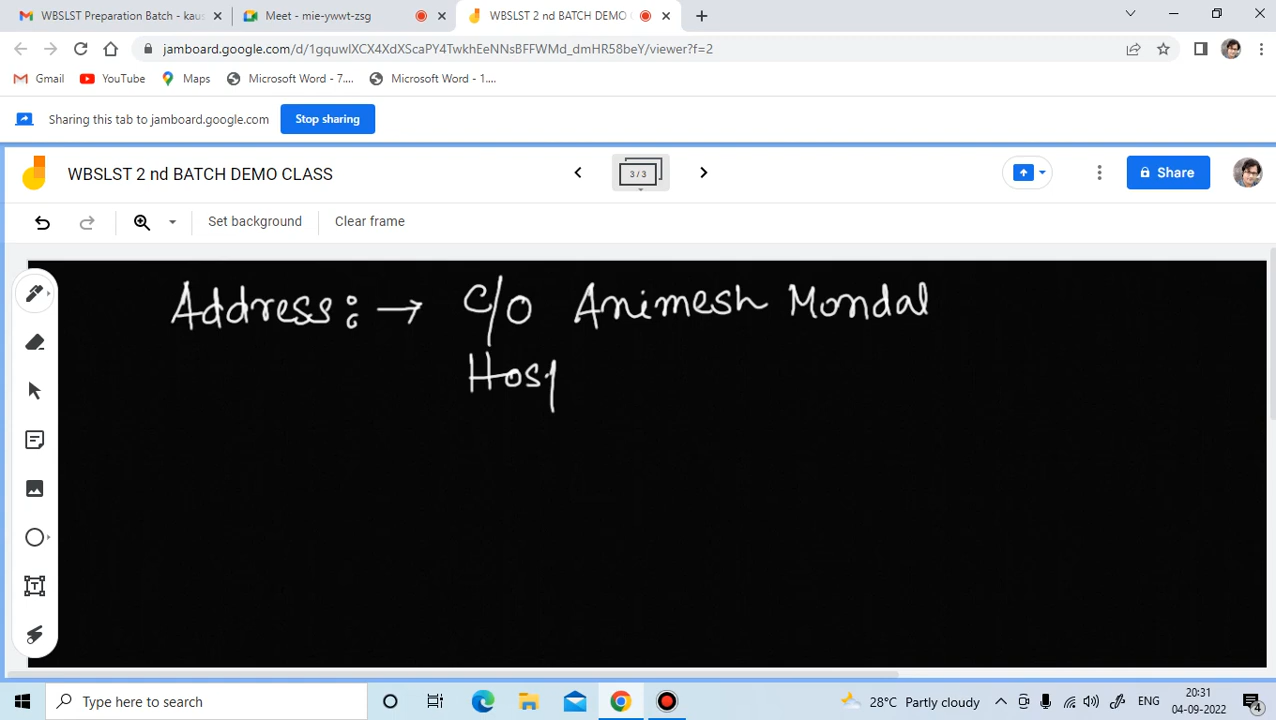 WBSLST Preparation Batch - kaus
Meet - mie-ywwt-zsg
WBSLST 2 nd BATCH DEMO C
jamboard.google.com/d/1gquwlXCX4XdXScaPY4TwkhEeNNsBFFWMd_dmHR58beY/viewer?f=2
Gmail
YouTube
Maps
Microsoft Word - 7....
Microsoft Word - 1....
Sharing this tab to jamboard.google.com
Stop sharing
WBSLST 2 nd BATCH DEMO CLASS
3 / 3
Share
Set background
Clear frame
Address: → C/O Animesh Mondal
Hosp
Type here to search
28°C Partly cloudy
ENG
20:31
04-09-2022
4